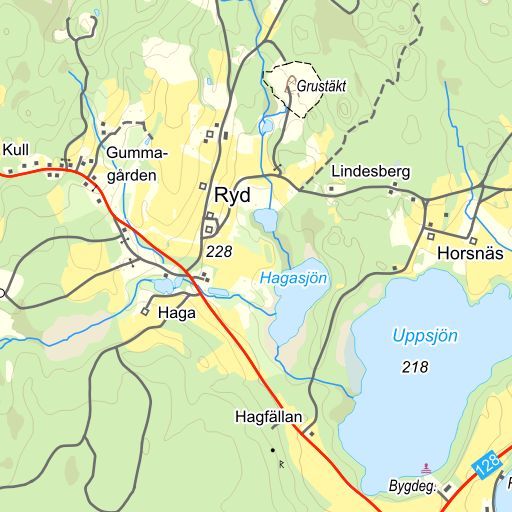 Grustäkt
Kull
Gumma-
gården
Lindesberg
Ryd
228
Horsnäs
Hagasjön
Haga
Uppsjön
218
Hagfällan
R
128
Bygdeg.